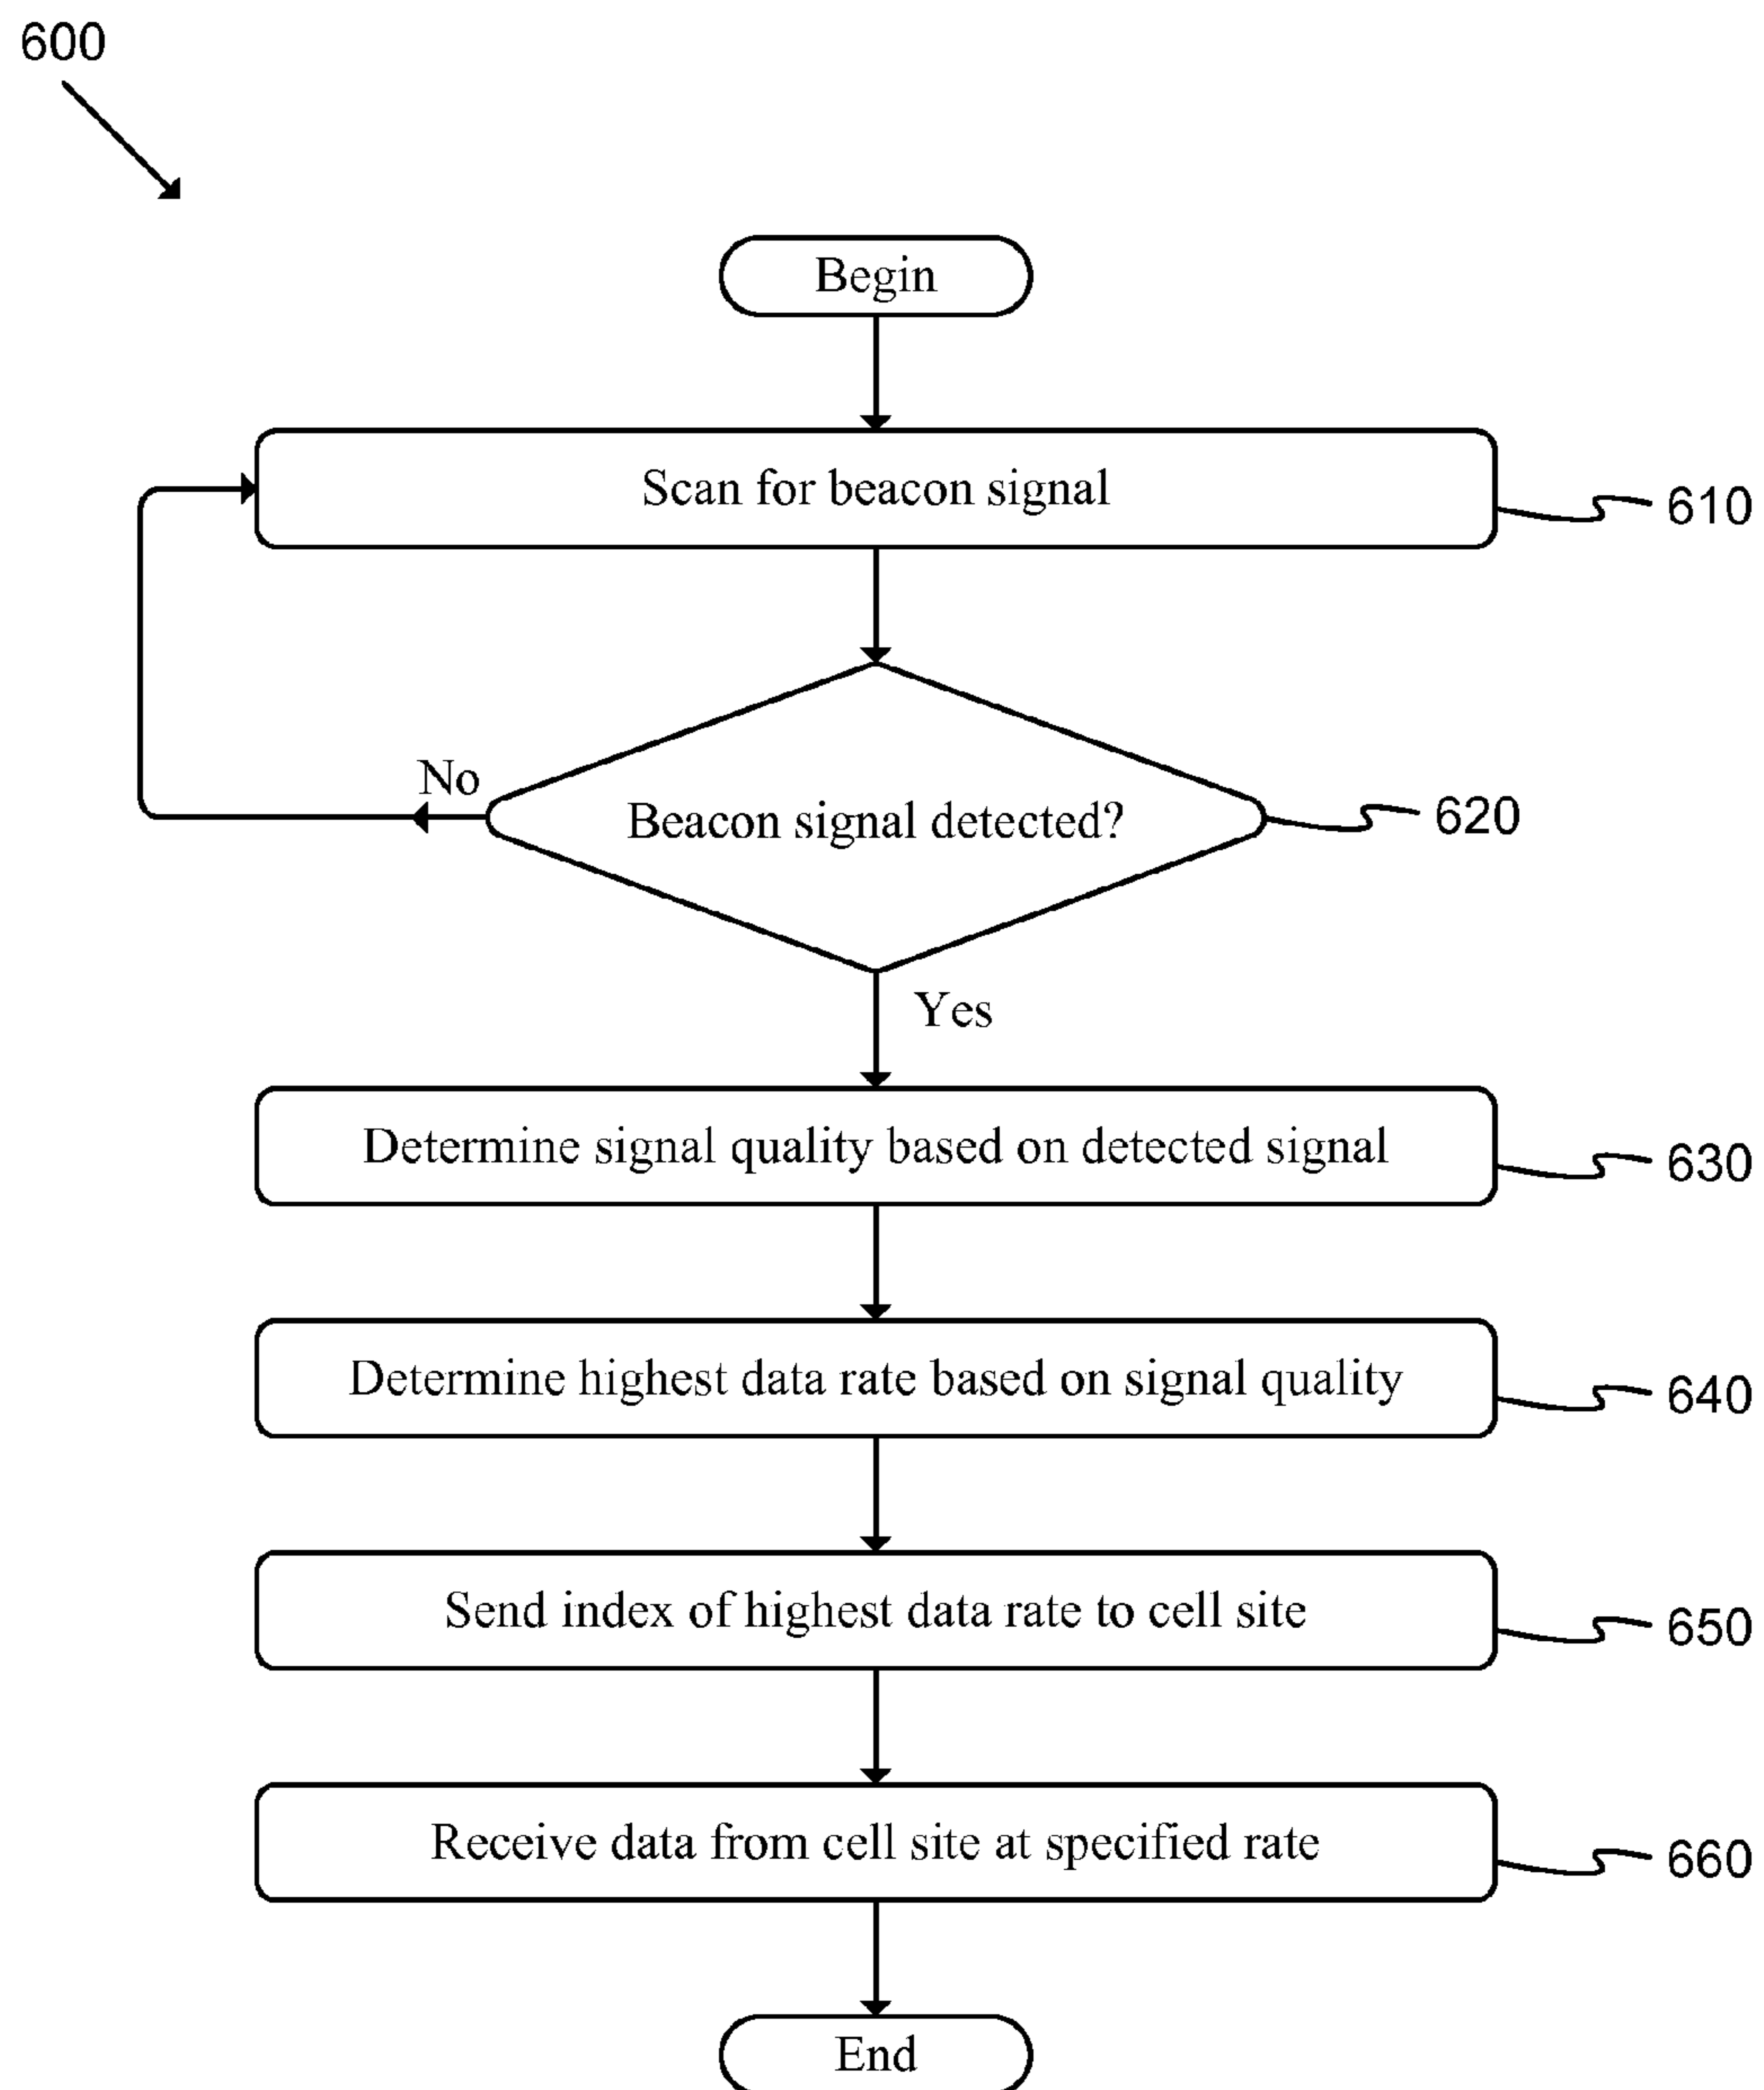 600
Begin
Scan for beacon signal
610
No
Beacon signal detected?
620
Yes
Determine signal quality based on detected signal
630
Determine highest data rate based on signal quality
640
Send index of highest data rate to cell site
650
Receive data from cell site at specified rate
660
End